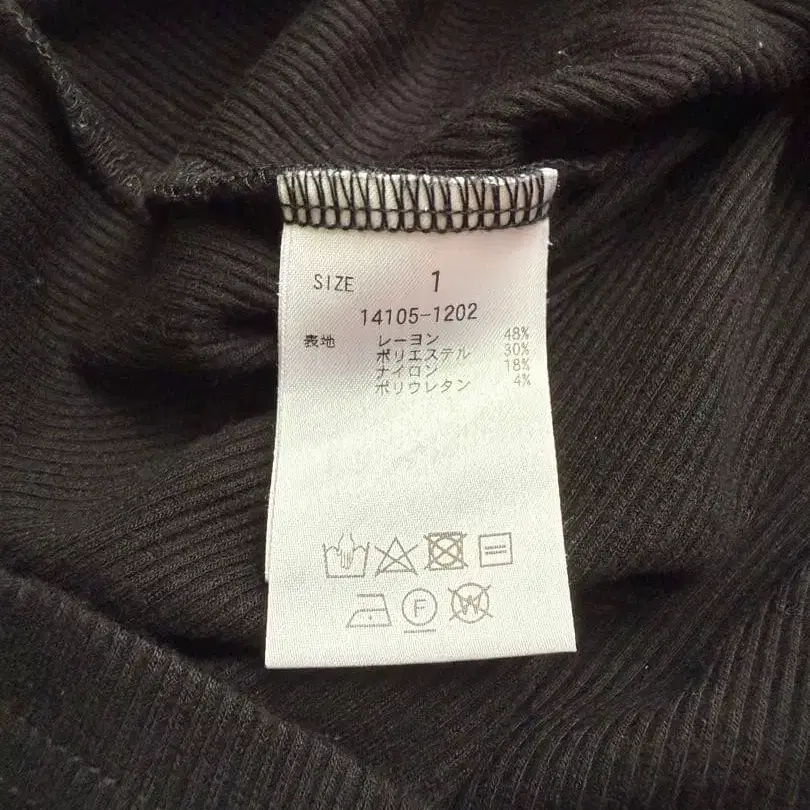 SIZE 1
14105-1202
表地 レーヨン 48%
ポリエステル 30%
ナイロン 18%
ポリウレタン 4%
F W